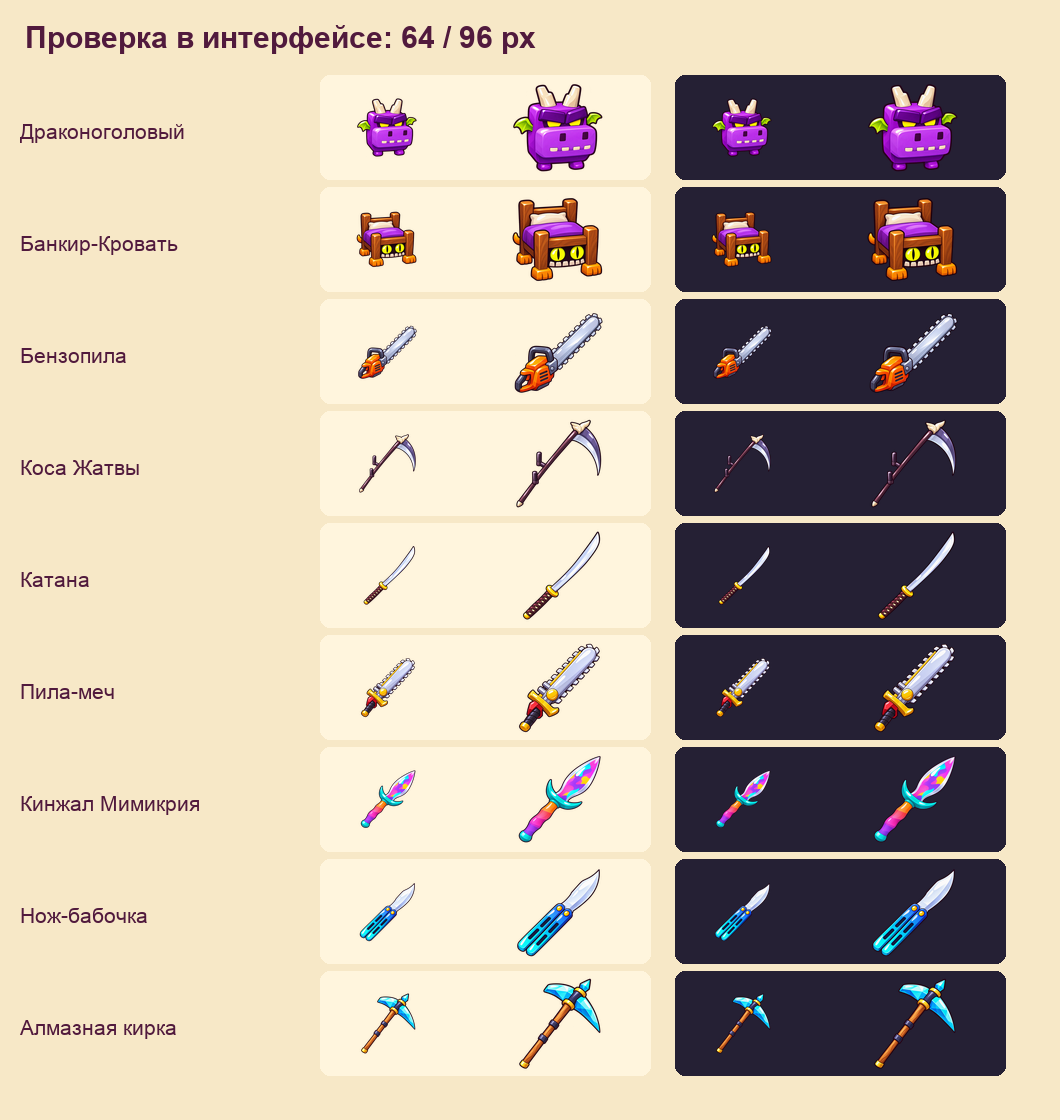 Проверка в интерфейсе: 64 / 96 px
Драконоголовый
Банкир-Кровать
Бензопила
Коса Жатвы
Катана
Пила-меч
Кинжал Мимикрия
Нож-бабочка
Алмазная кирка